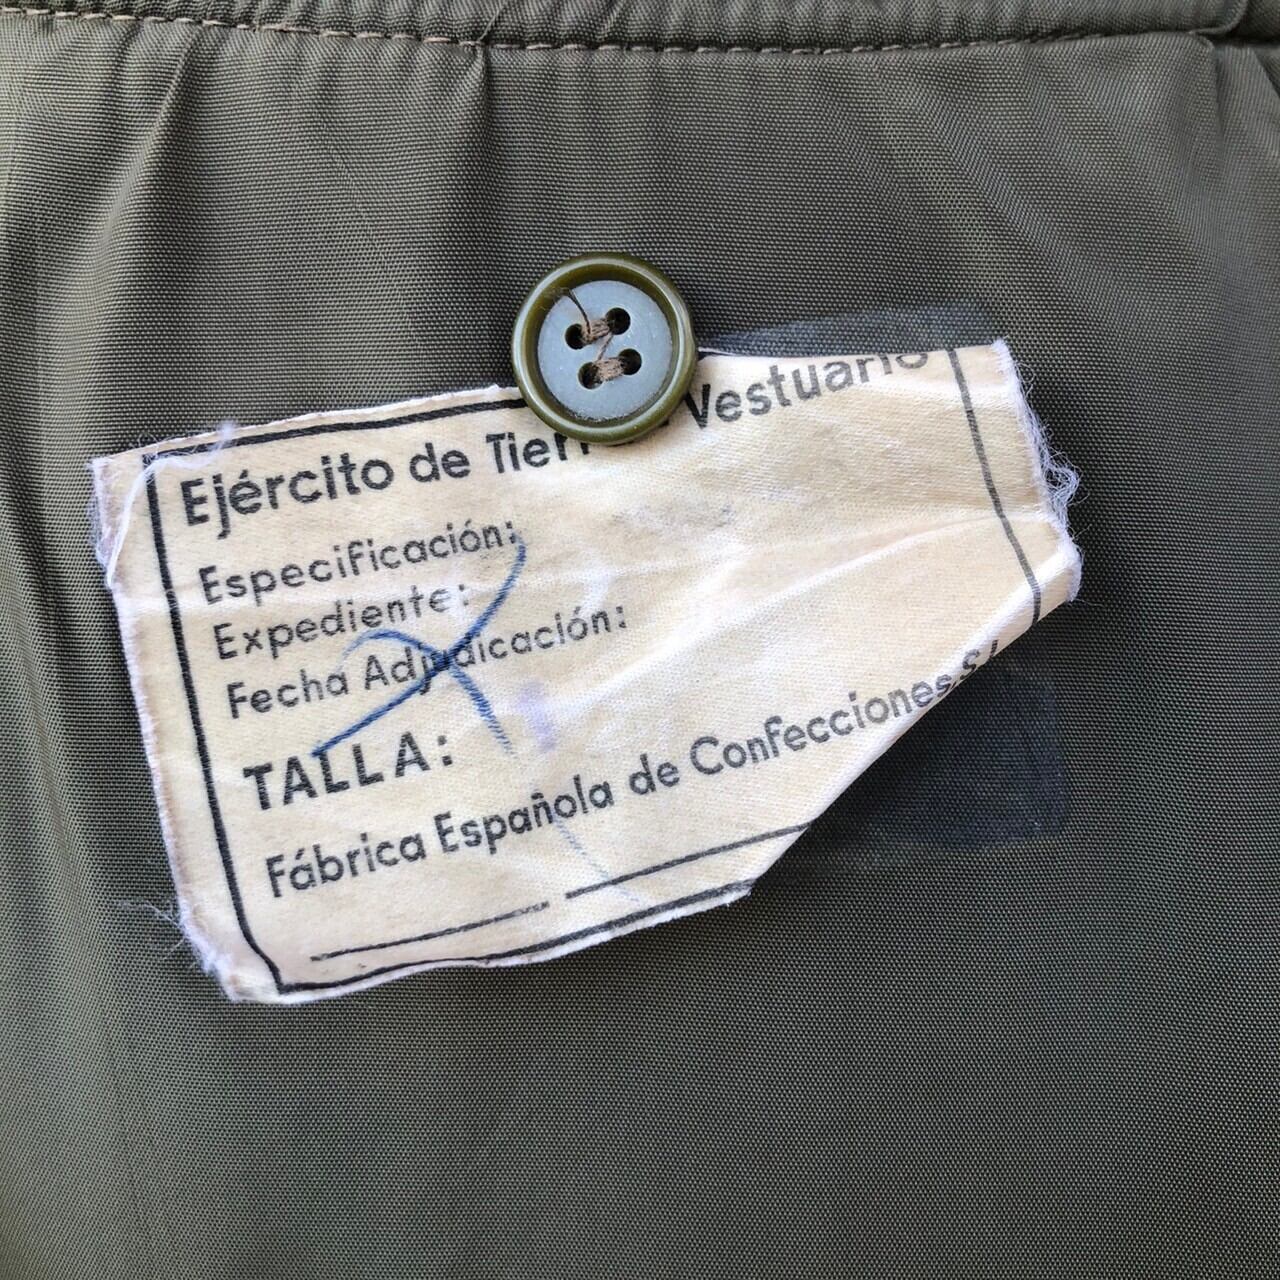 Ejército de Tier Vestuario
Especificación:
Expediente:
Fecha Adjudicación:
TALLA:
Fábrica Española de Confecciones, S.L.